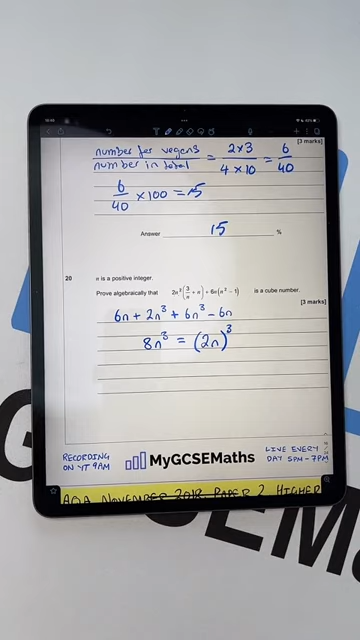 [3 marks]
number for vegans / number in total = 2×3 / 4×10 = 6/40
6/40 ×100 = 15
Answer 15 %
20 n is a positive integer.
Prove algebraically that 2n²(3/n + n) + 6n(n² − 1) is a cube number.
[3 marks]
6n + 2n³ + 6n³ − 6n
8n³ = (2n)³
RECORDING ON YT 9AM
MyGCSEMaths
LIVE EVERY DAY 5PM - 7PM
AQA NOVEMBER 2018 PAPER 2 HIGHER